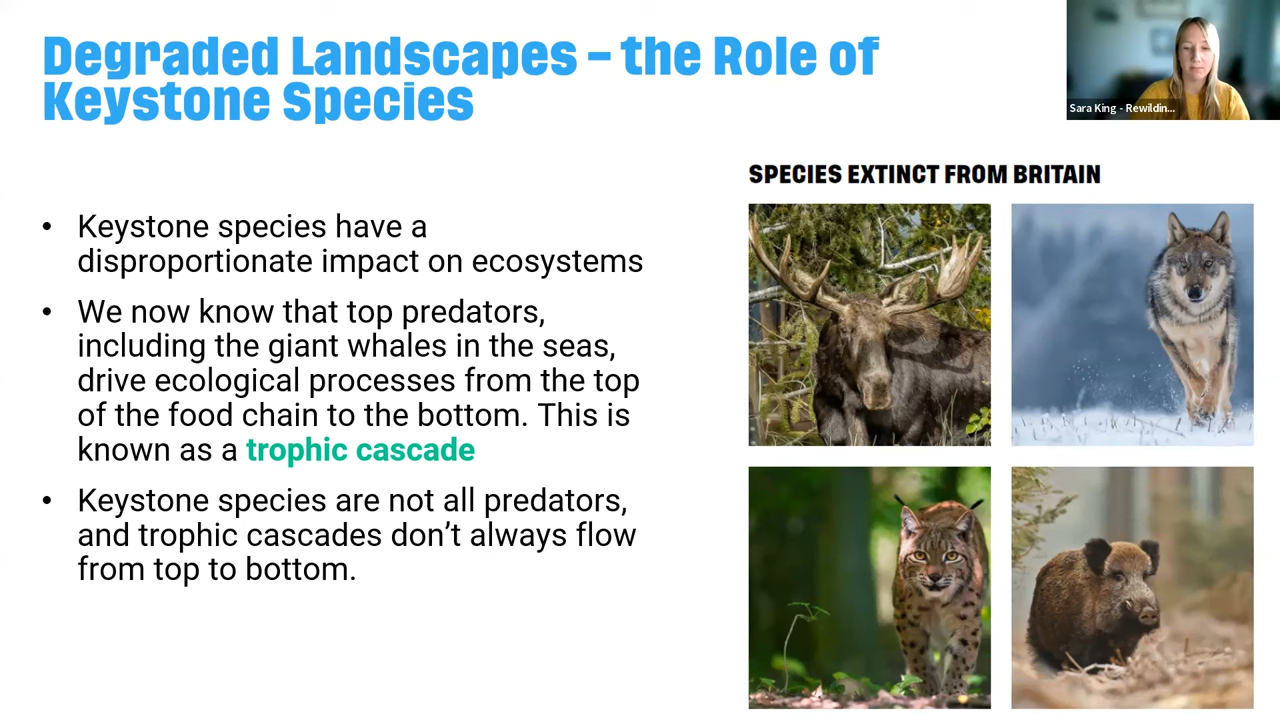 Degraded Landscapes – the Role of
Keystone Species
Sara King - Rewildin...
SPECIES EXTINCT FROM BRITAIN
• Keystone species have a
disproportionate impact on ecosystems
• We now know that top predators,
including the giant whales in the seas,
drive ecological processes from the top
of the food chain to the bottom. This is
known as a trophic cascade
• Keystone species are not all predators,
and trophic cascades don’t always flow
from top to bottom.